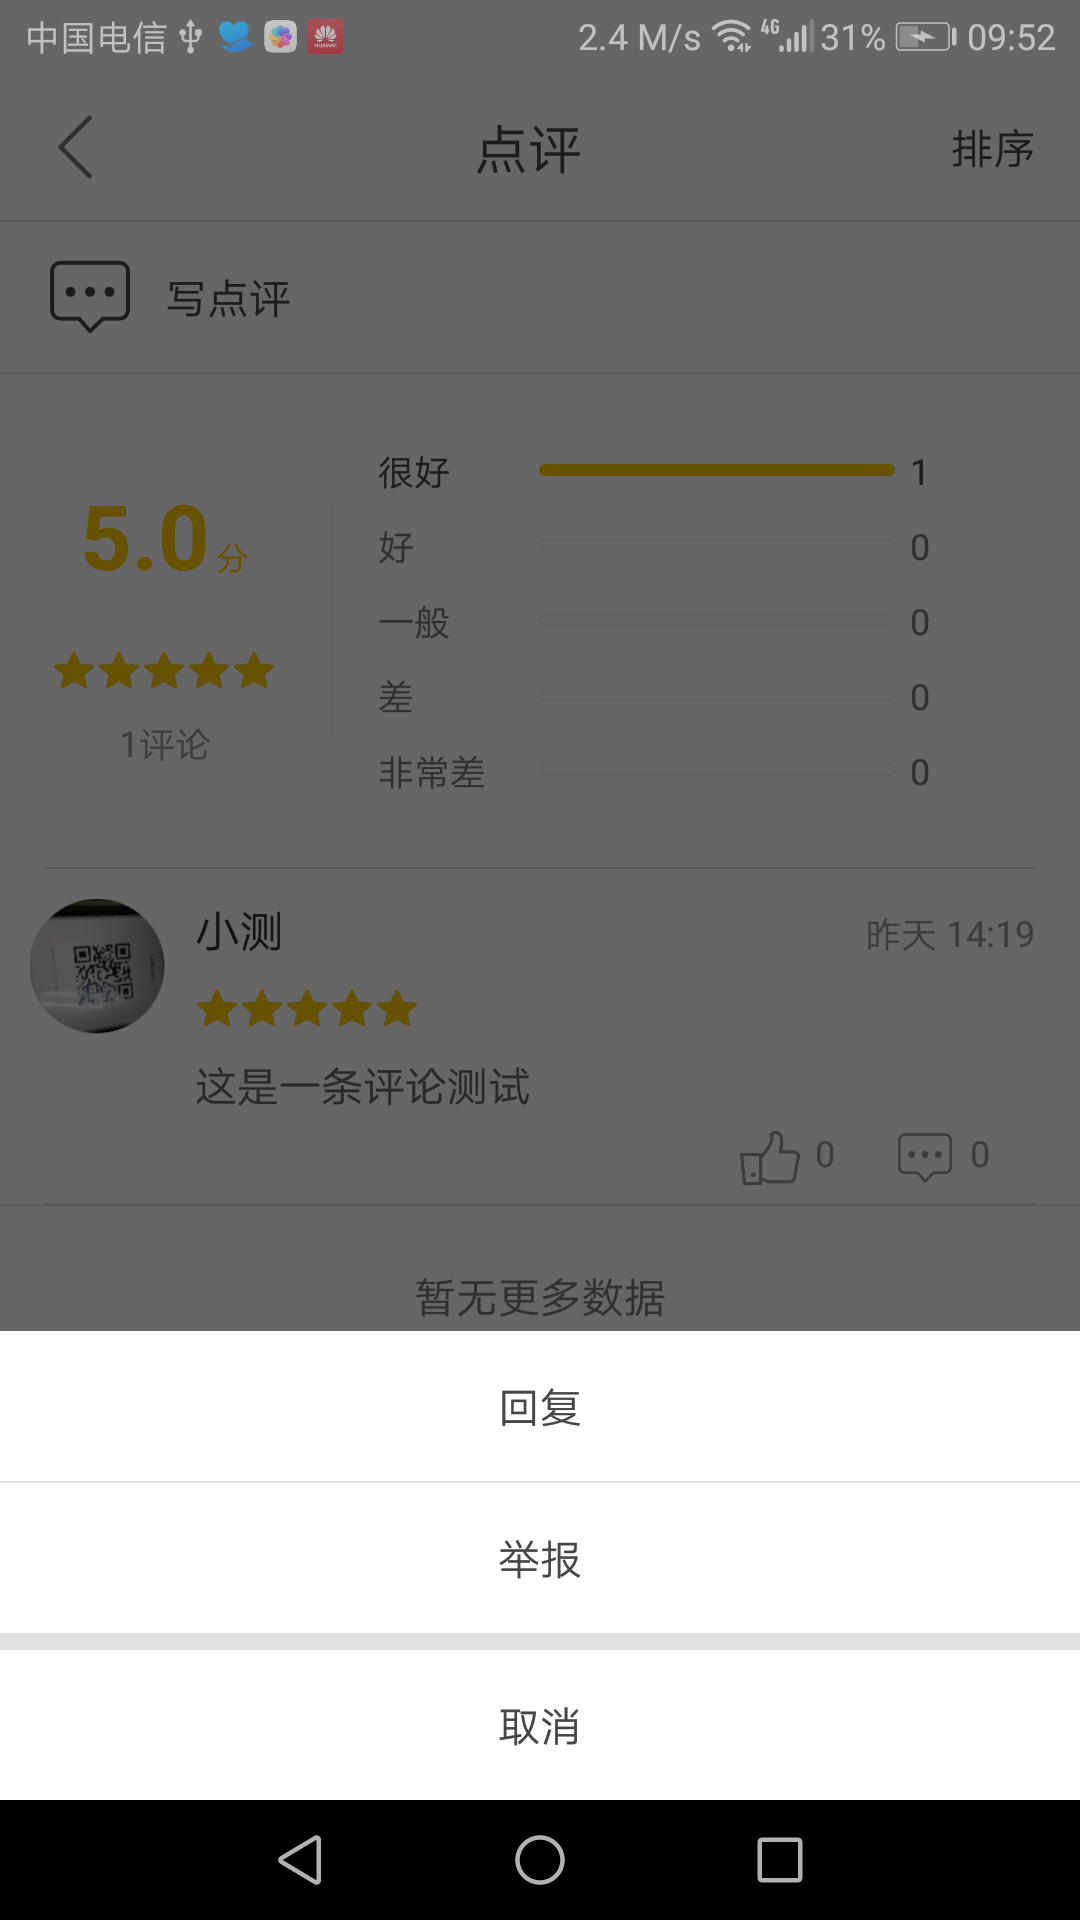 中国电信 2.4 M/s 4G 31% 09:52
点评 排序
写点评
5.0分
1评论
很好 1
好 0
一般 0
差 0
非常差 0
小测 昨天 14:19
这是一条评论测试
0 0
暂无更多数据
回复
举报
取消